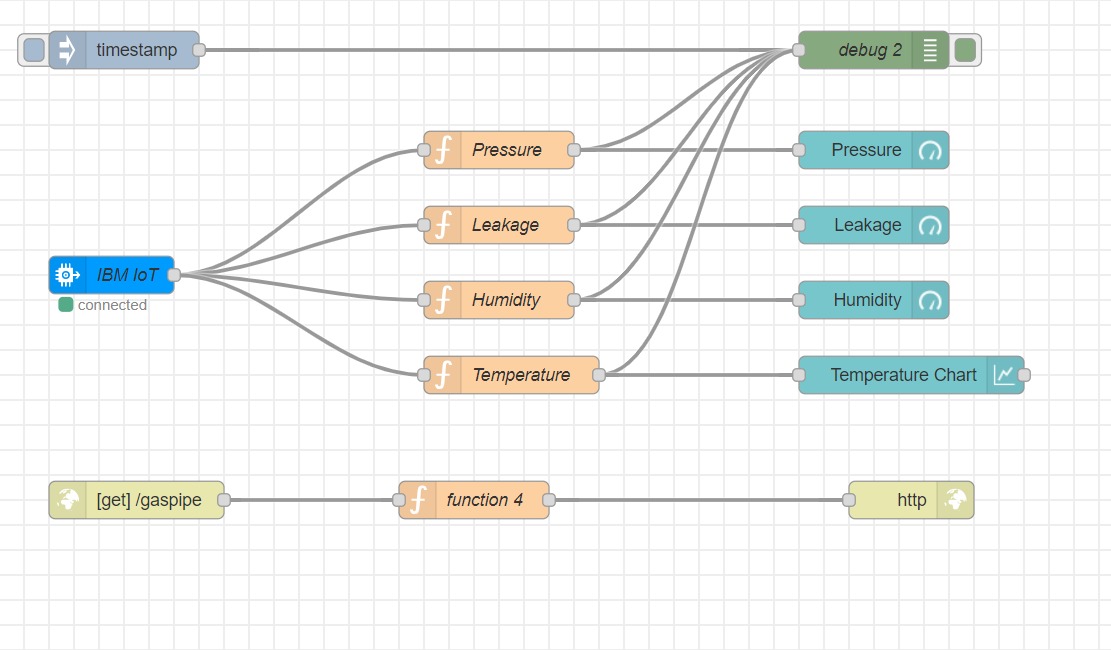 timestamp
debug 2
Pressure
Pressure
Leakage
Leakage
IBM IoT
connected
Humidity
Humidity
Temperature
Temperature Chart
[get] /gaspipe
function 4
http